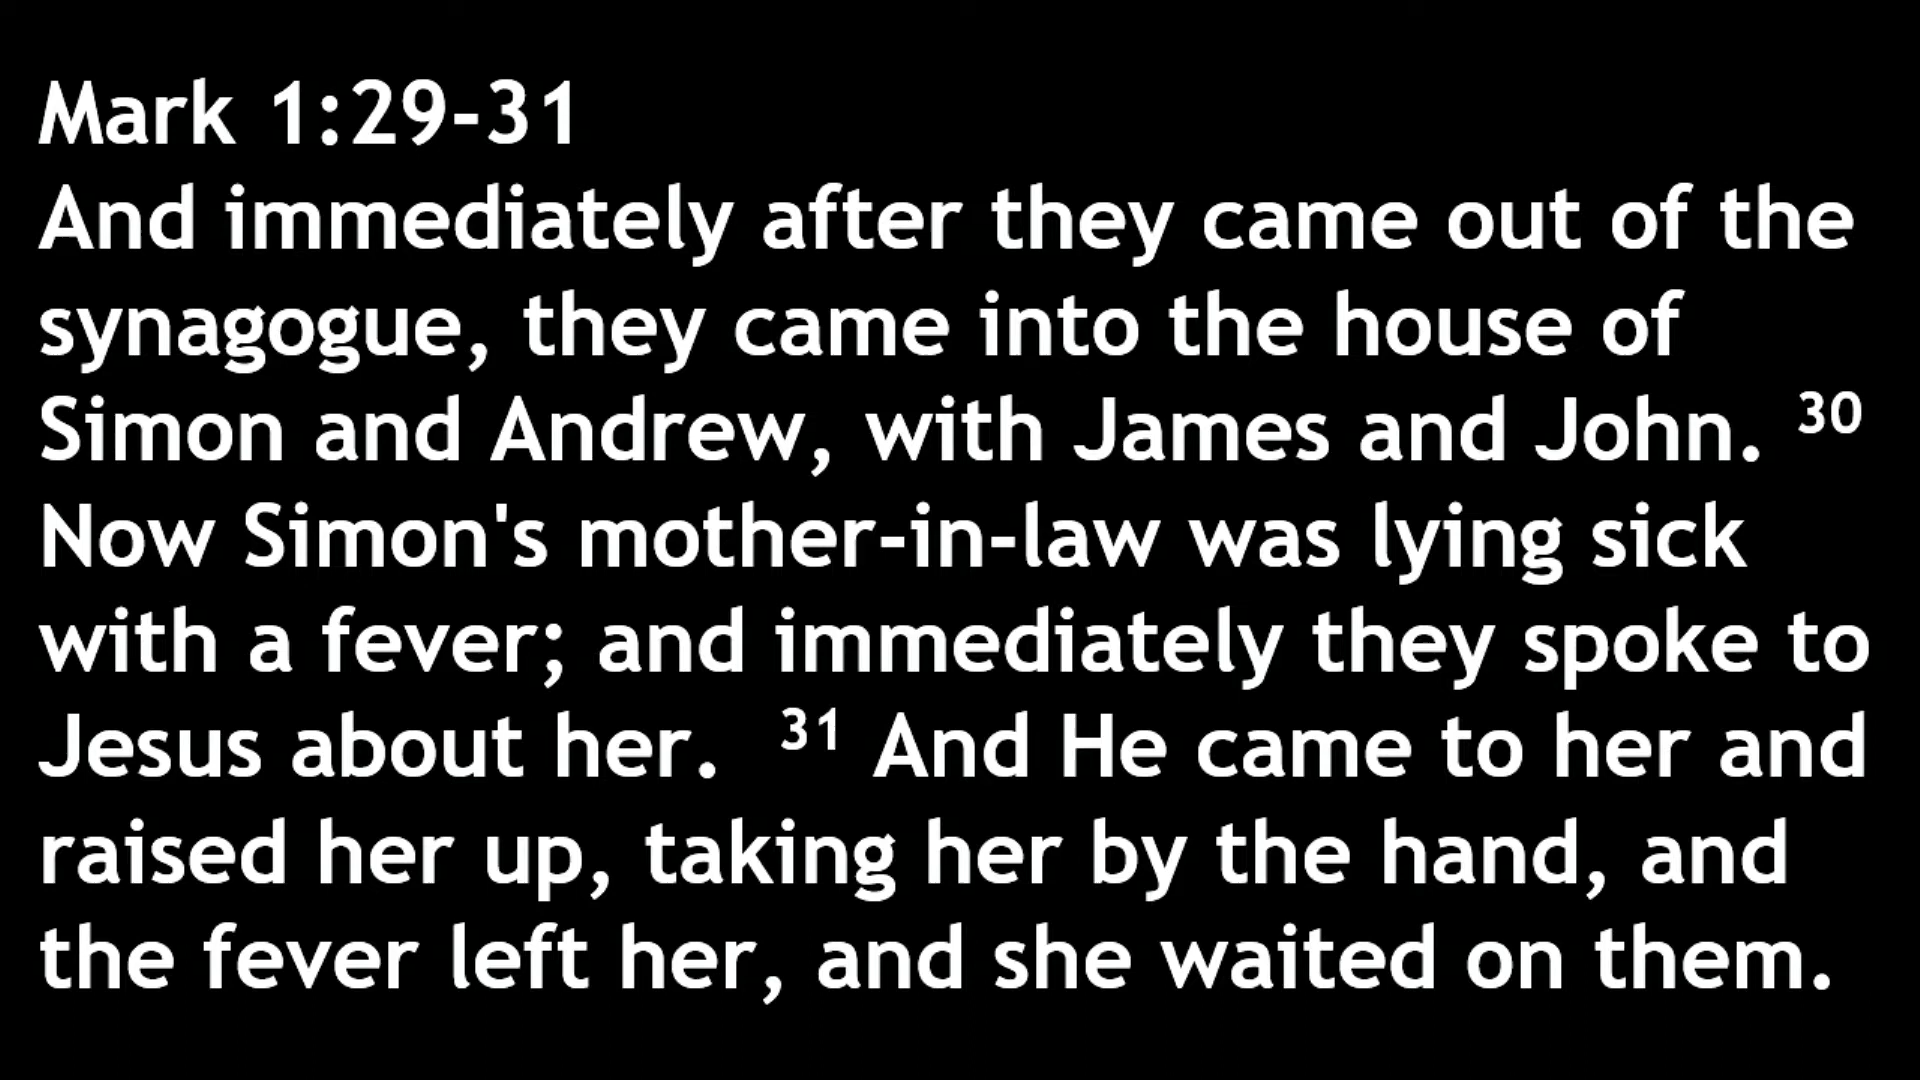 Mark 1:29-31
And immediately after they came out of the
synagogue, they came into the house of
Simon and Andrew, with James and John. 30
Now Simon's mother-in-law was lying sick
with a fever; and immediately they spoke to
Jesus about her. 31 And He came to her and
raised her up, taking her by the hand, and
the fever left her, and she waited on them.